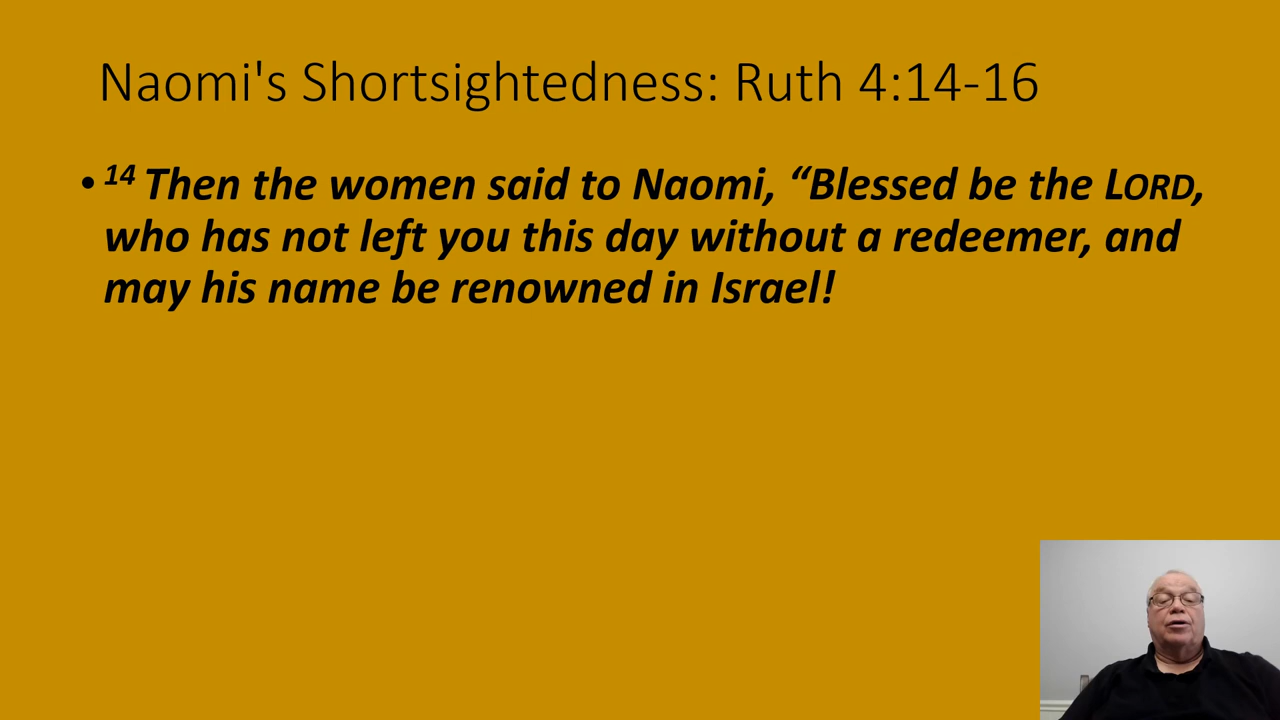 Naomi's Shortsightedness: Ruth 4:14-16
• 14 Then the women said to Naomi, “Blessed be the LORD,
who has not left you this day without a redeemer, and
may his name be renowned in Israel!